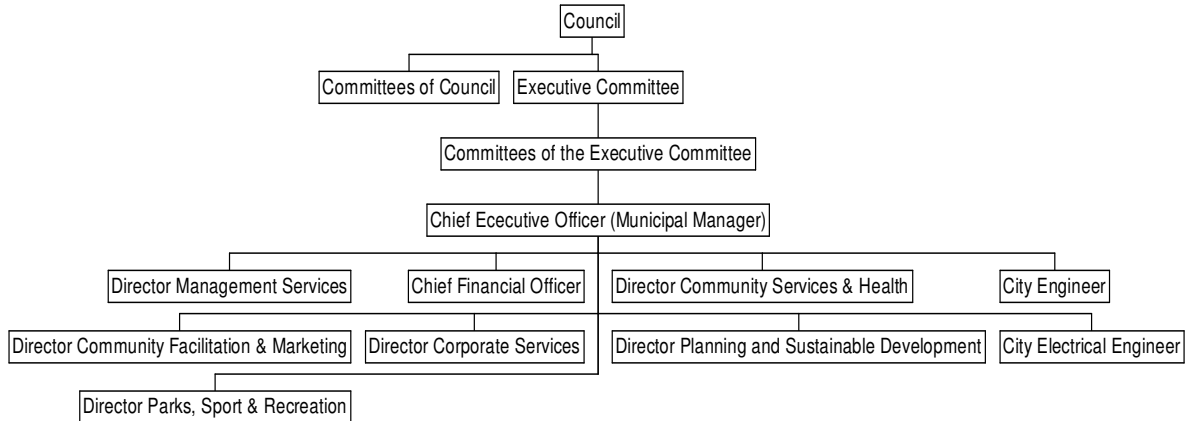 Council
Committees of Council
Executive Committee
Committees of the Executive Committee
Chief Ececutive Officer (Municipal Manager)
Director Management Services
Chief Financial Officer
Director Community Services & Health
City Engineer
Director Community Facilitation & Marketing
Director Corporate Services
Director Planning and Sustainable Development
City Electrical Engineer
Director Parks, Sport & Recreation